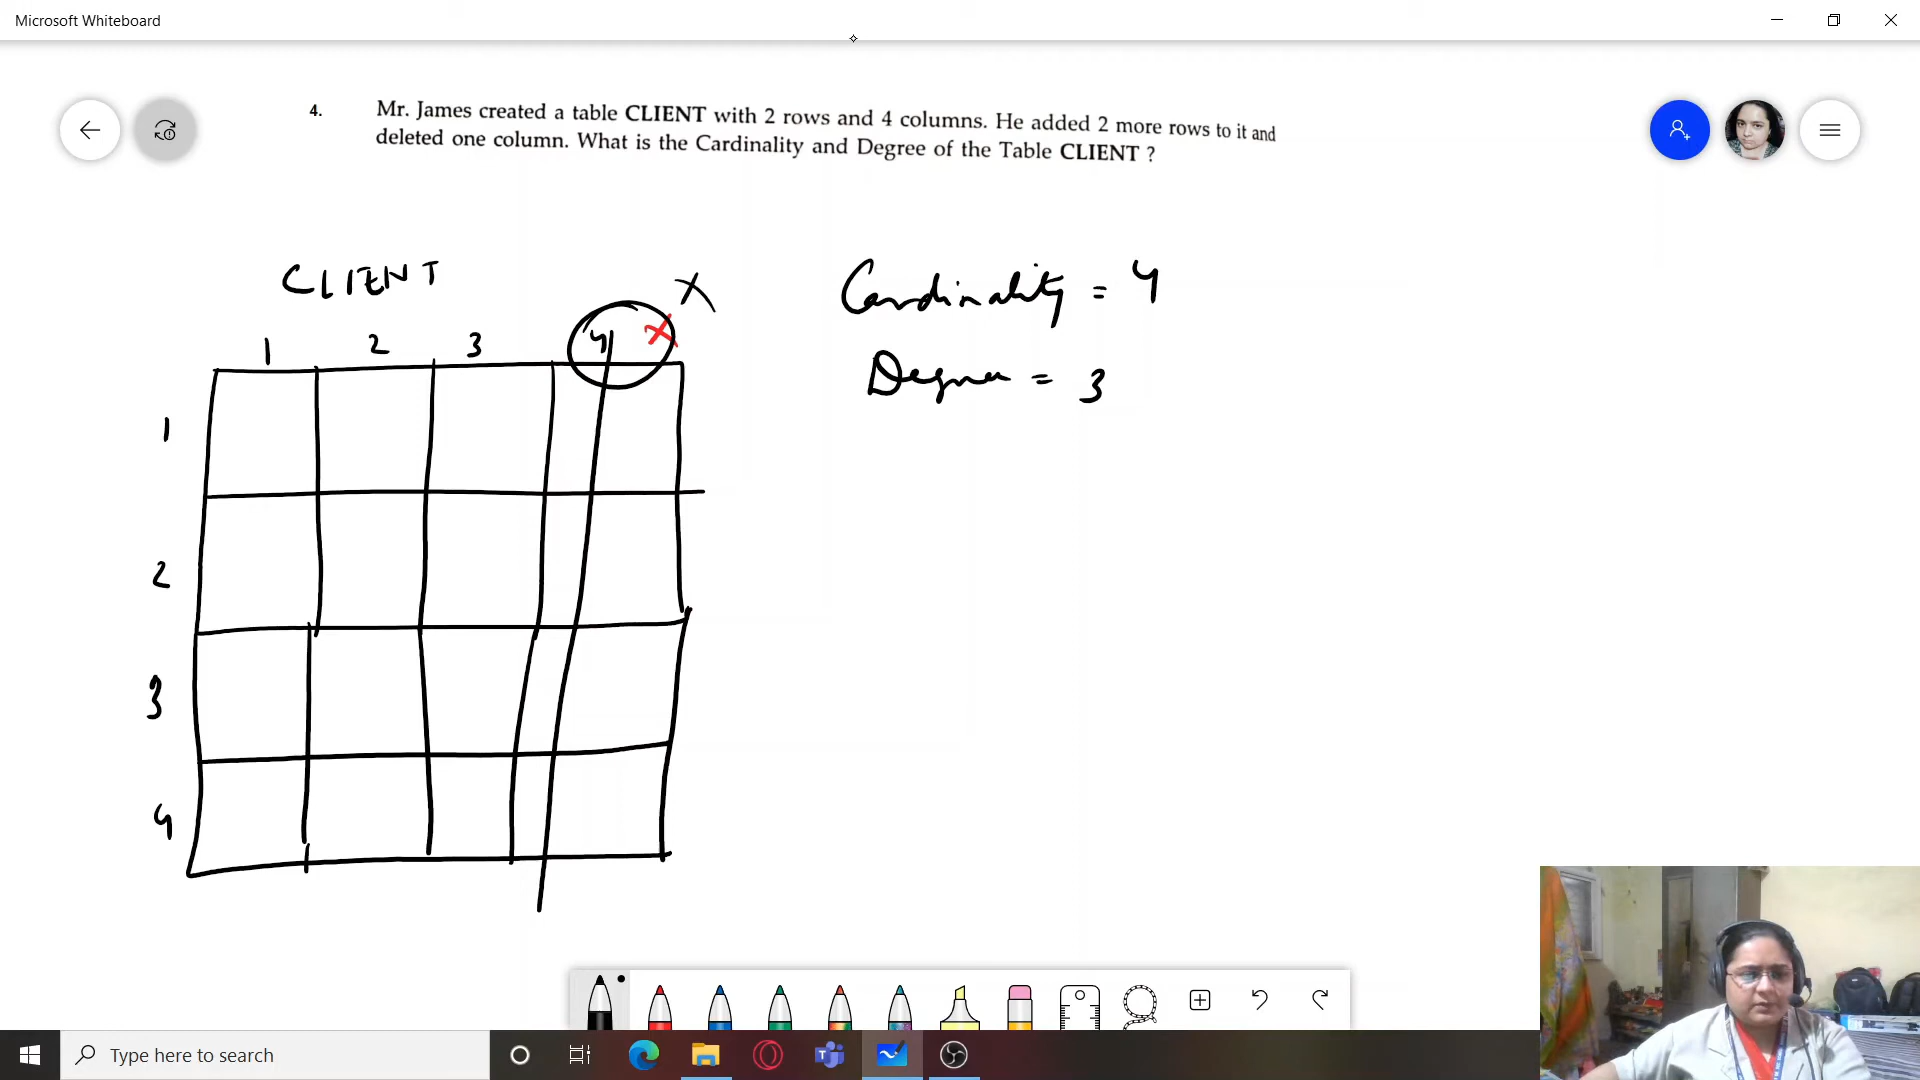 Microsoft Whiteboard
4. Mr. James created a table CLIENT with 2 rows and 4 columns. He added 2 more rows to it and
deleted one column. What is the Cardinality and Degree of the Table CLIENT ?
CLIENT
X
X
1 2 3 4
1
2
3
4
Cardinality = 4
Degree = 3
Type here to search